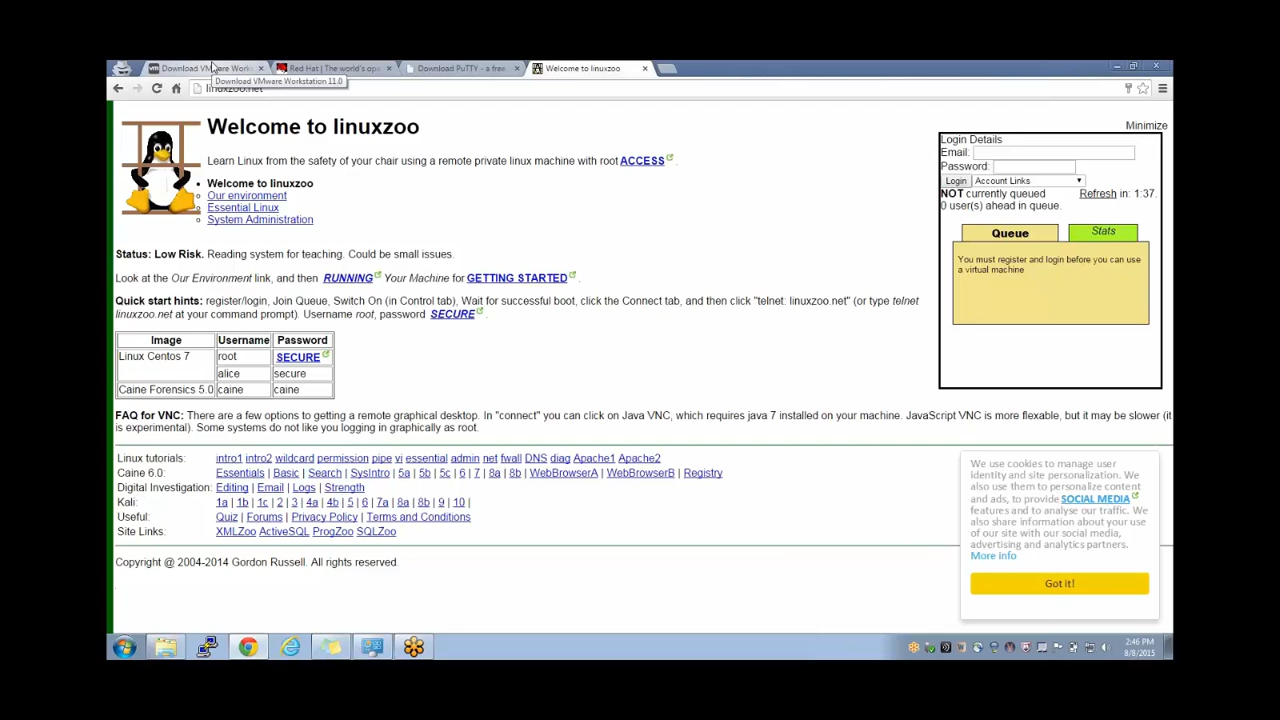 Download VMware Works
Red Hat | The world's ope
Download PuTTY - a free
Welcome to linuxzoo
Download VMware Workstation 11.0
linuxzoo.net
Welcome to linuxzoo
Learn Linux from the safety of your chair using a remote private linux machine with root ACCESS .
Welcome to linuxzoo
Our environment
Essential Linux
System Administration
Minimize
Login Details
Email:
Password:
Login Account Links
NOT currently queued Refresh in: 1:37.
0 user(s) ahead in queue.
Queue Stats
You must register and login before you can use
a virtual machine
Status: Low Risk. Reading system for teaching. Could be small issues.
Look at the Our Environment link, and then RUNNING Your Machine for GETTING STARTED .
Quick start hints: register/login, Join Queue, Switch On (in Control tab), Wait for successful boot, click the Connect tab, and then click "telnet: linuxzoo.net" (or type telnet
linuxzoo.net at your command prompt). Username root, password SECURE .
Image Username Password
Linux Centos 7 root SECURE
alice secure
Caine Forensics 5.0 caine caine
FAQ for VNC: There are a few options to getting a remote graphical desktop. In "connect" you can click on Java VNC, which requires java 7 installed on your machine. JavaScript VNC is more flexable, but it may be slower (it
is experimental). Some systems do not like you logging in graphically as root.
Linux tutorials: intro1 intro2 wildcard permission pipe vi essential admin net fwall DNS diag Apache1 Apache2
Caine 6.0: Essentials | Basic | Search | SysIntro | 5a | 5b | 5c | 6 | 7 | 8a | 8b | WebBrowserA | WebBrowserB | Registry
Digital Investigation: Editing | Email | Logs | Strength
Kali: 1a | 1b | 1c | 2 | 3 | 4a | 4b | 5 | 6 | 7a | 8a | 8b | 9 | 10 |
Useful: Quiz | Forums | Privacy Policy | Terms and Conditions
Site Links: XMLZoo ActiveSQL ProgZoo SQLZoo
Copyright @ 2004-2014 Gordon Russell. All rights reserved.
We use cookies to manage user
identity and site personalization. We
also use them to personalize content
and ads, to provide SOCIAL MEDIA
features and to analyse our traffic. We
also share information about your use
of our site with our social media,
advertising and analytics partners.
More info
Got it!
2:46 PM
8/8/2015